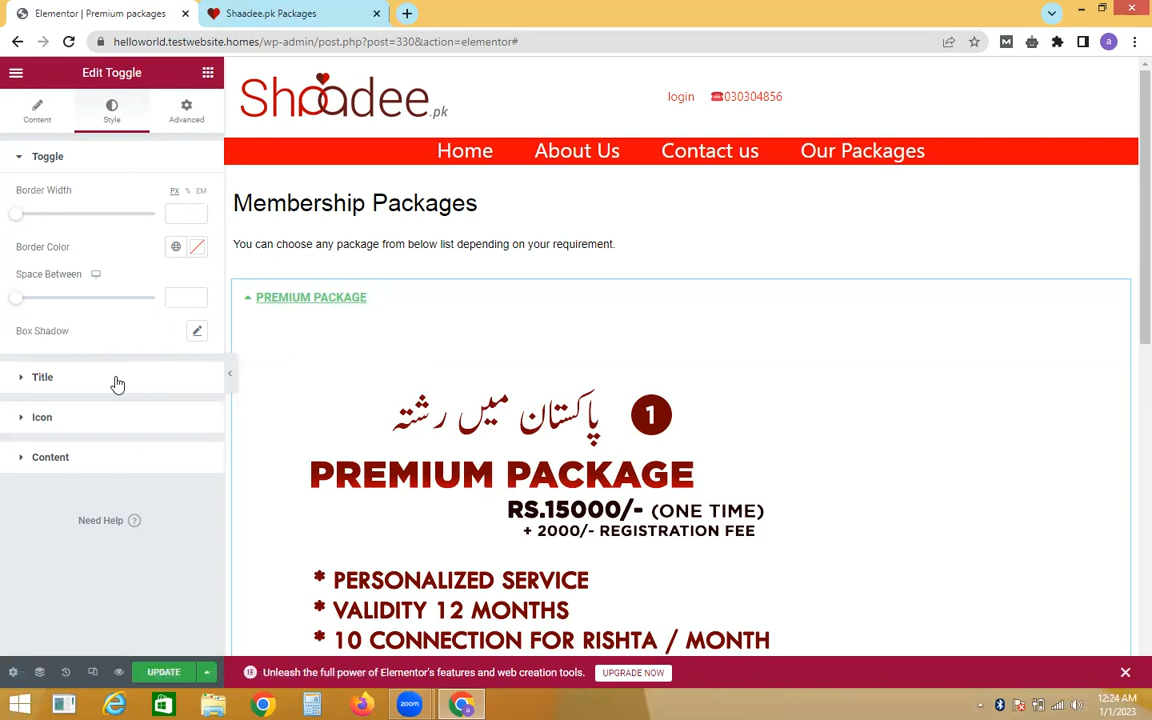 Elementor | Premium packages
Shaadee.pk Packages
helloworld.testwebsite.homes/wp-admin/post.php?post=330&action=elementor#
M
a
Edit Toggle
Content
Style
Advanced
Toggle
Border Width
PX % EM
Border Color
Space Between
Box Shadow
Title
Icon
Content
Need Help ?
UPDATE
Shaadee.pk
login ☎030304856
Home About Us Contact us Our Packages
Membership Packages
You can choose any package from below list depending on your requirement.
PREMIUM PACKAGE
پاکستان میں رشتہ 1
PREMIUM PACKAGE
RS.15000/- (ONE TIME)
+ 2000/- REGISTRATION FEE
* PERSONALIZED SERVICE
* VALIDITY 12 MONTHS
* 10 CONNECTION FOR RISHTA / MONTH
Unleash the full power of Elementor's features and web creation tools. UPGRADE NOW
zoom
12:24 AM
1/1/2023